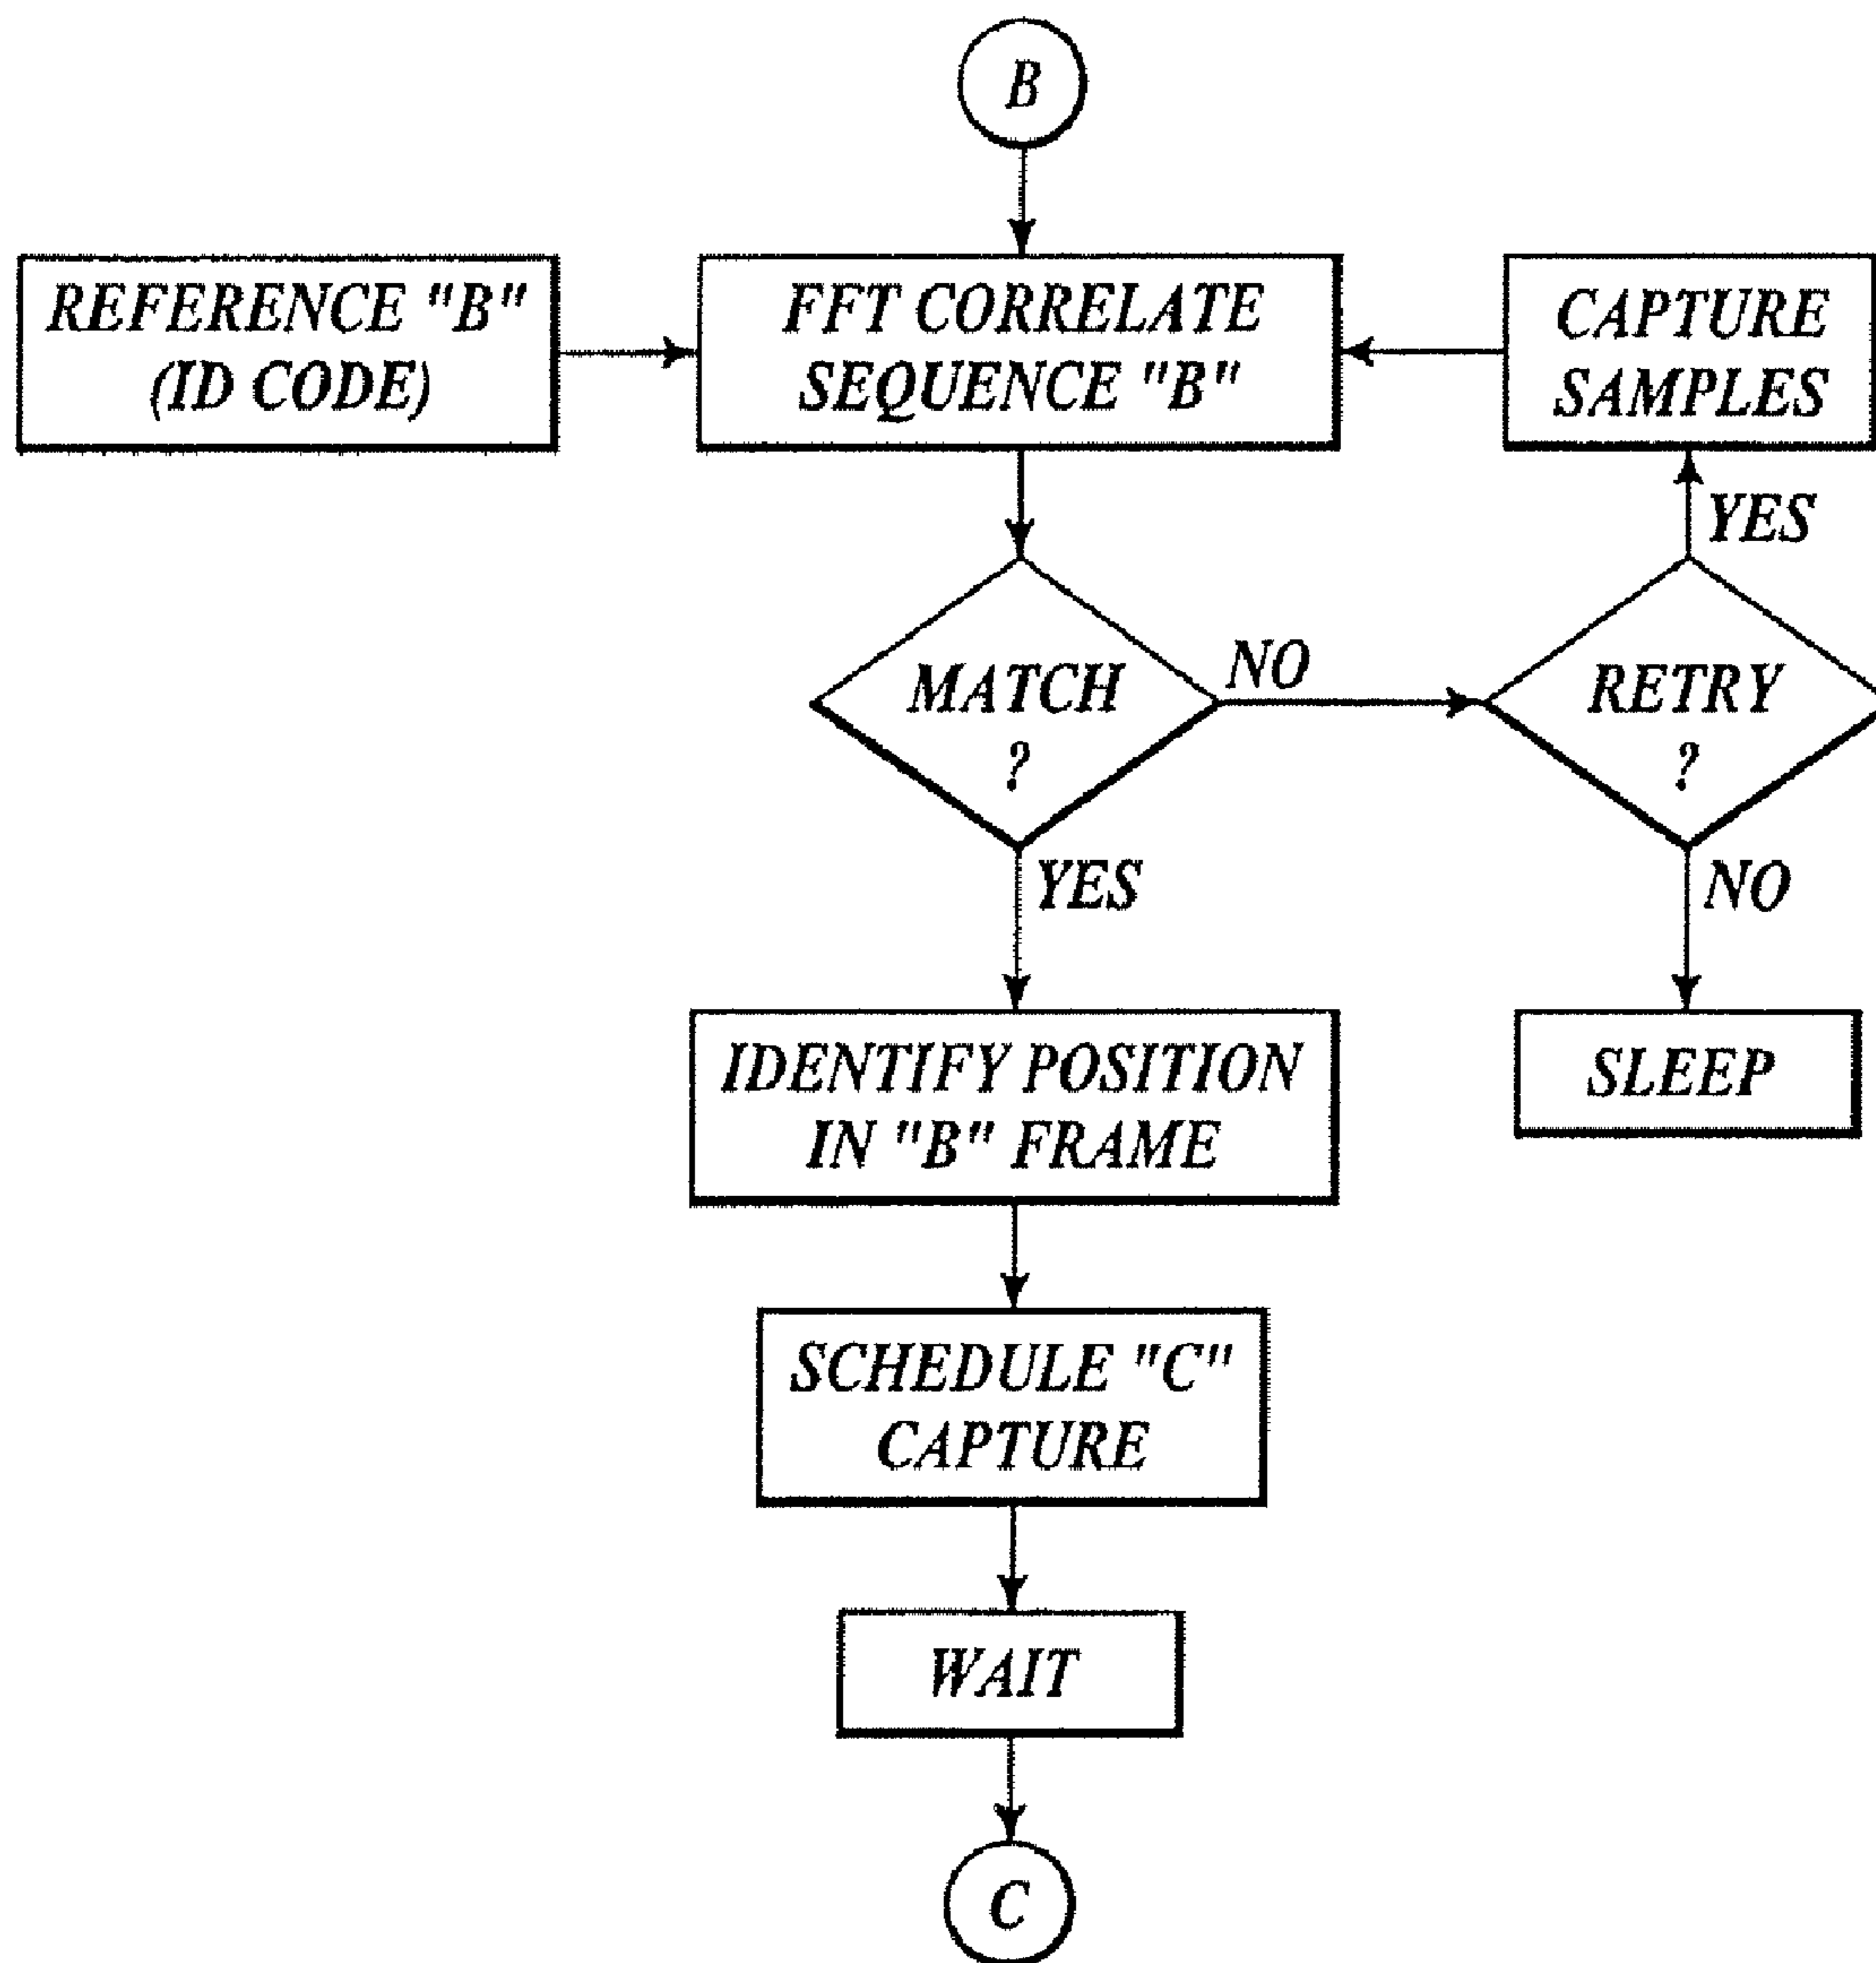 B
REFERENCE "B"
(ID CODE)
FFT CORRELATE
SEQUENCE "B"
CAPTURE
SAMPLES
YES
MATCH
?
NO
RETRY
?
YES
NO
IDENTIFY POSITION
IN "B" FRAME
SLEEP
SCHEDULE "C"
CAPTURE
WAIT
C